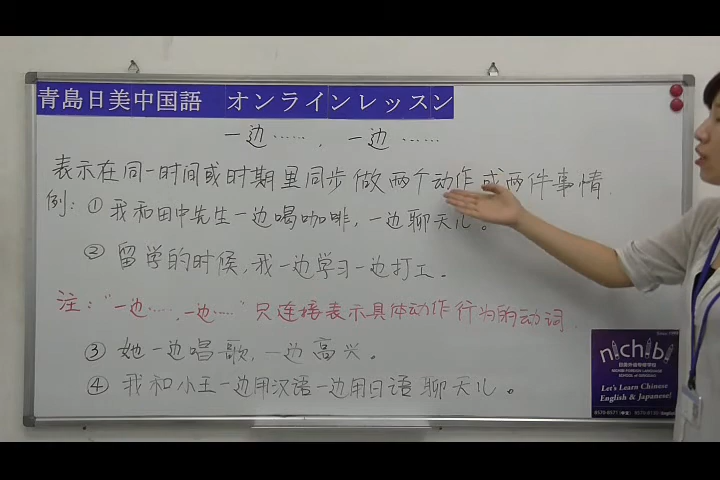 青島日美中国語 オンラインレッスン
一边……,一边……
表示在同一时间或时期里同步做两个动作或两件事情.
例:① 我和田中先生一边喝咖啡,一边聊天儿。
② 留学的时候,我一边学习一边打工。
注:"一边……,一边……"只连接表示具体动作行为的动词.
③ 她一边唱歌,一边高兴。
④ 我和小王一边用汉语一边用日语聊天儿。
nichibi
Let's Learn Chinese
English & Japanese!